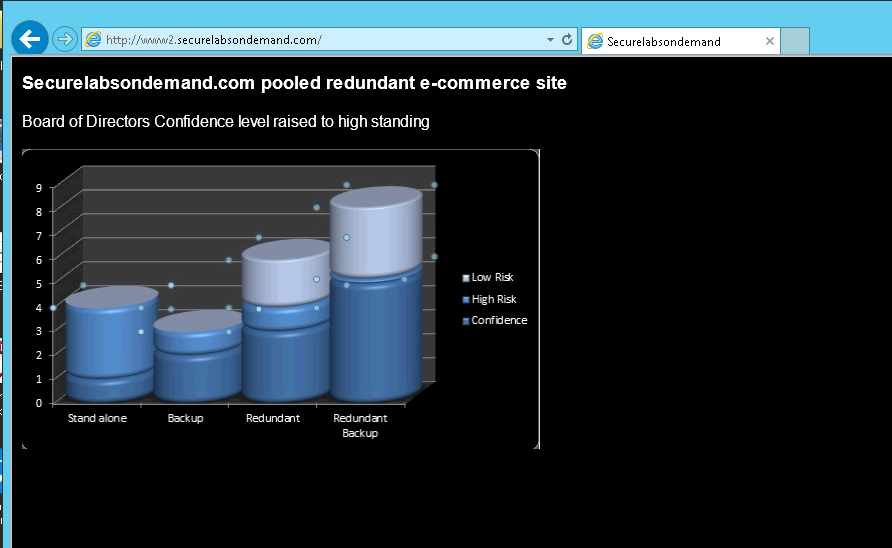 http://www2.securelabsondemand.com/
Securelabsondemand
Securelabsondemand.com pooled redundant e-commerce site
Board of Directors Confidence level raised to high standing
9
8
7
6
5
4
3
2
1
0
Stand alone
Backup
Redundant
Redundant
Backup
Low Risk
High Risk
Confidence